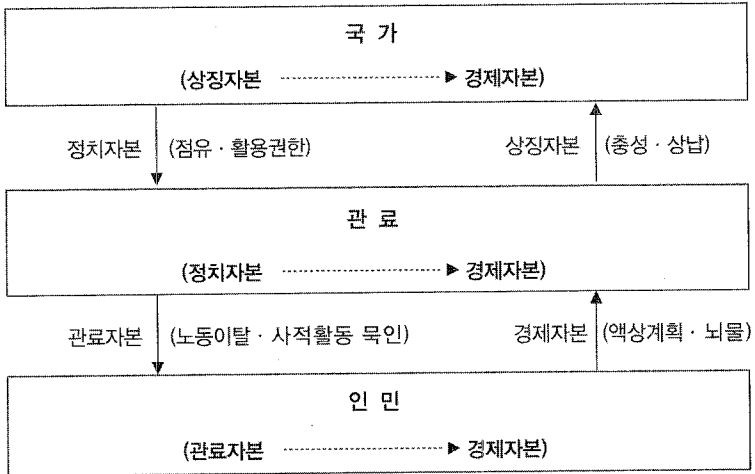 국 가
(상징자본 ▶ 경제자본)
정치자본 (점유 · 활용권한) 상징자본 (충성 · 상납)
관 료
(정치자본 ▶ 경제자본)
관료자본 (노동이탈 · 사적활동 묵인) 경제자본 (액상계획 · 뇌물)
인 민
(관료자본 ▶ 경제자본)